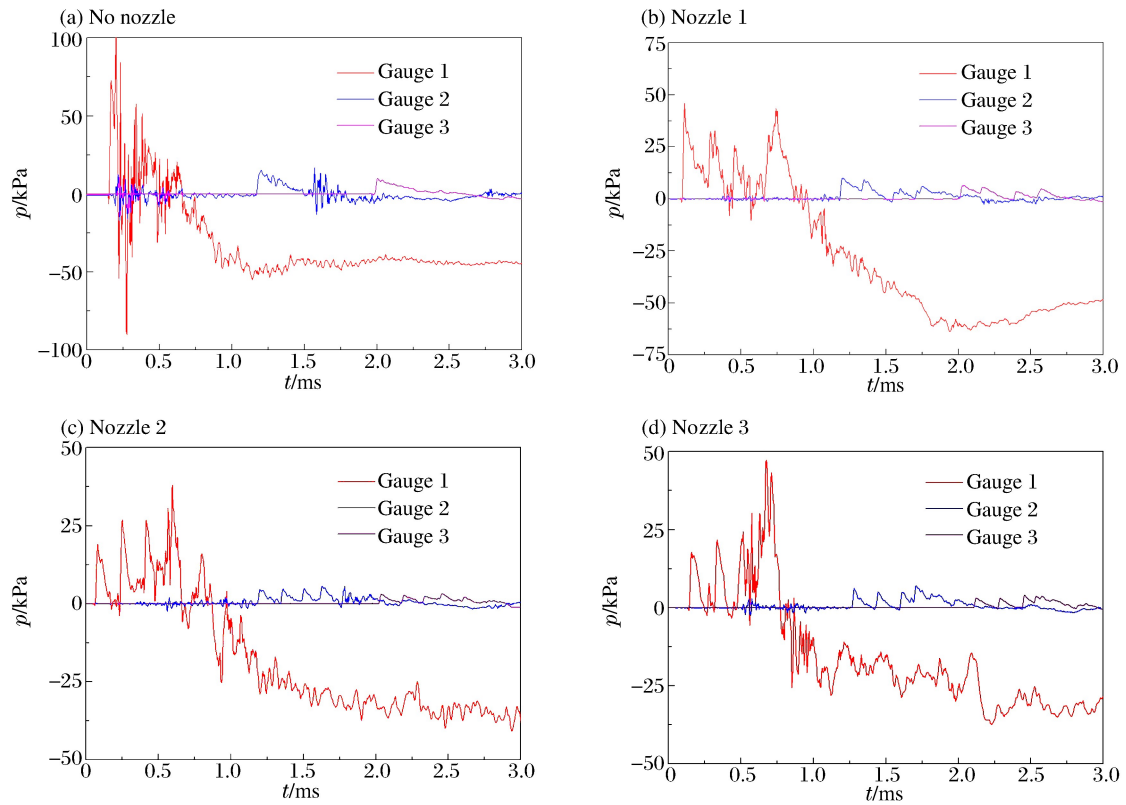 (a) No nozzle
100
50
0
−50
−100
p/kPa
Gauge 1
Gauge 2
Gauge 3
0
0.5
1.0
1.5
2.0
2.5
3.0
t/ms
(b) Nozzle 1
75
50
25
0
−25
−50
−75
p/kPa
Gauge 1
Gauge 2
Gauge 3
0
0.5
1.0
1.5
2.0
2.5
3.0
t/ms
(c) Nozzle 2
50
25
0
−25
−50
p/kPa
Gauge 1
Gauge 2
Gauge 3
0
0.5
1.0
1.5
2.0
2.5
3.0
t/ms
(d) Nozzle 3
50
25
0
−25
−50
p/kPa
Gauge 1
Gauge 2
Gauge 3
0
0.5
1.0
1.5
2.0
2.5
3.0
t/ms